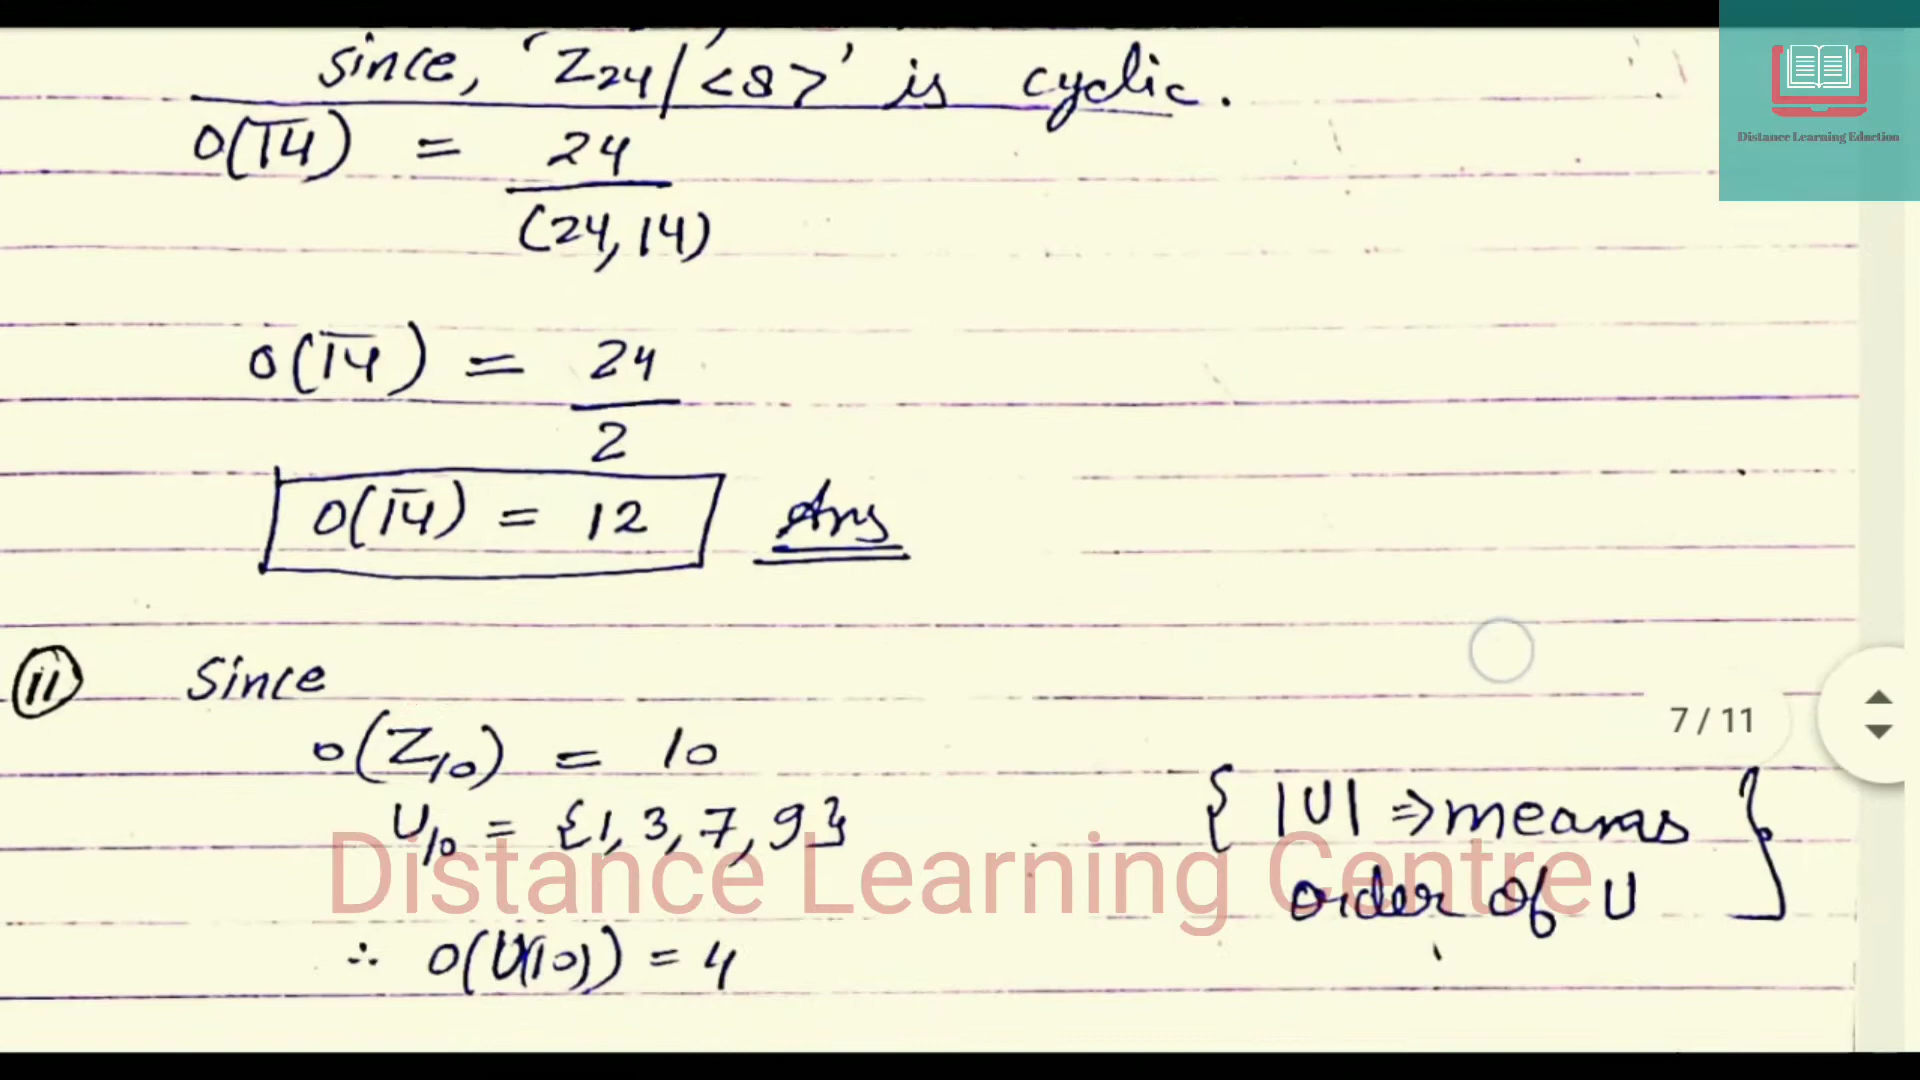 since, 'Z24/<8>' is cyclic.
Distance Learning Eduction
O(1̅4̅) = 24
(24, 14)
O(1̅4̅) = 24
2
O(1̅4̅) = 12 Ans
(ii) Since
O(Z10) = 10
7 / 11
U10 = {1, 3, 7, 9}
{ |U| => means
order of U }
Distance Learning Centre
∴ O(U(10)) = 4